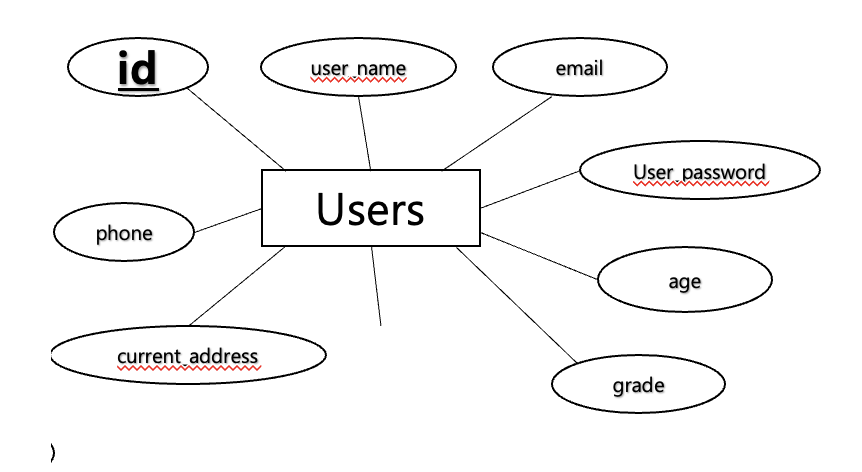 id
user_name
email
User_password
Users
phone
age
current_address
grade